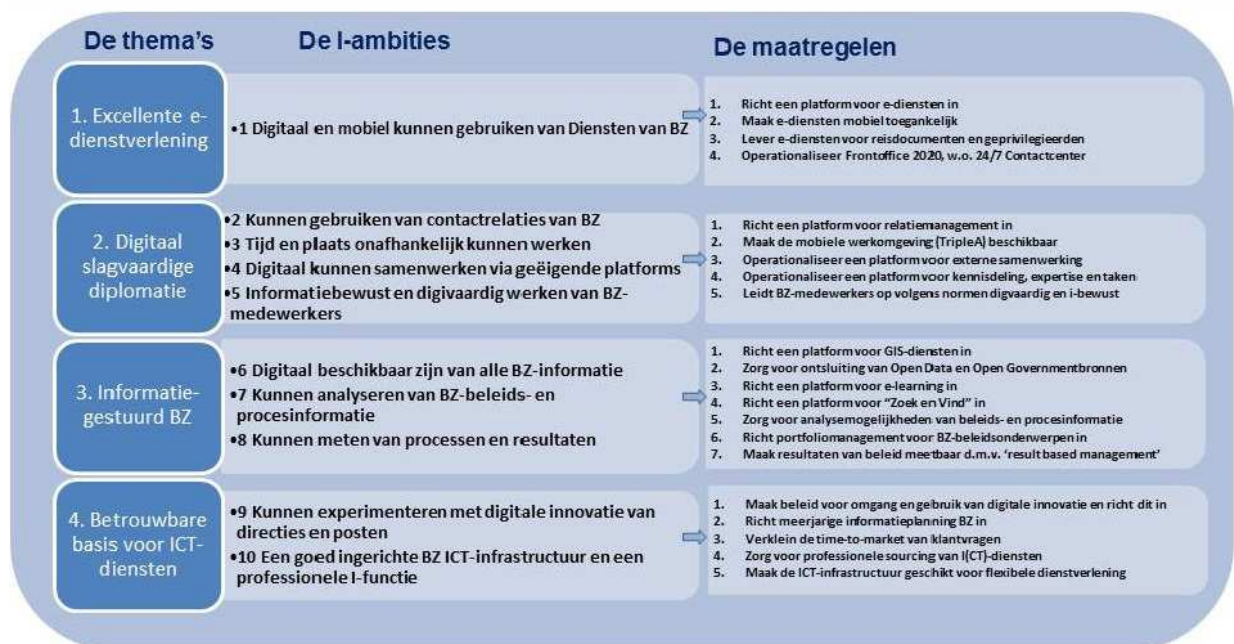 De thema's
De I-ambities
De maatregelen
1. Excellente e-
dienstverlening
•1 Digitaal en mobiel kunnen gebruiken van Diensten van BZ
1. Richt een platform voor e-diensten in
2. Maak e-diensten mobiel toegankelijk
3. Lever e-diensten voor reisdocumenten en geprivilegieerden
4. Operationaliseer Frontoffice 2020, w.o. 24/7 Contactcenter
2. Digitaal
slagvaardige
diplomatie
•2 Kunnen gebruiken van contactrelaties van BZ
•3 Tijd en plaats onafhankelijk kunnen werken
•4 Digitaal kunnen samenwerken via geëigende platforms
•5 Informatiebewust en digivaardig werken van BZ-
medewerkers
1. Richt een platform voor relatiemanagement in
2. Maak de mobiele werkomgeving (TripleA) beschikbaar
3. Operationaliseer een platform voor externe samenwerking
4. Operationaliseer een platform voor kennisdeling, expertise en taken
5. Leidt BZ-medewerkers op volgens normen digvaardig en i-bewust
3. Informatie-
gestuurd BZ
•6 Digitaal beschikbaar zijn van alle BZ-informatie
•7 Kunnen analyseren van BZ-beleids- en
procesinformatie
•8 Kunnen meten van processen en resultaten
1. Richt een platform voor GIS-diensten in
2. Zorg voor ontsluiting van Open Data en Open Governmentbronnen
3. Richt een platform voor e-learning in
4. Richt een platform voor "Zoek en Vind" in
5. Zorg voor analysemogelijkheden van beleids- en procesinformatie
6. Richt portfoliomanagement voor BZ-beleidsonderwerpen in
7. Maak resultaten van beleid meetbaar d.m.v. 'result based management'
4. Betrouwbare
basis voor ICT-
diensten
•9 Kunnen experimenteren met digitale innovatie van
directies en posten
•10 Een goed ingerichte BZ ICT-infrastructuur en een
professionele I-functie
1. Maak beleid voor omgang en gebruik van digitale innovatie en richt dit in
2. Richt meerjarige informatieplanning BZ in
3. Verklein de time-to-market van klantvragen
4. Zorg voor professionele sourcing van I(CT)-diensten
5. Maak de ICT-infrastructuur geschikt voor flexibele dienstverlening